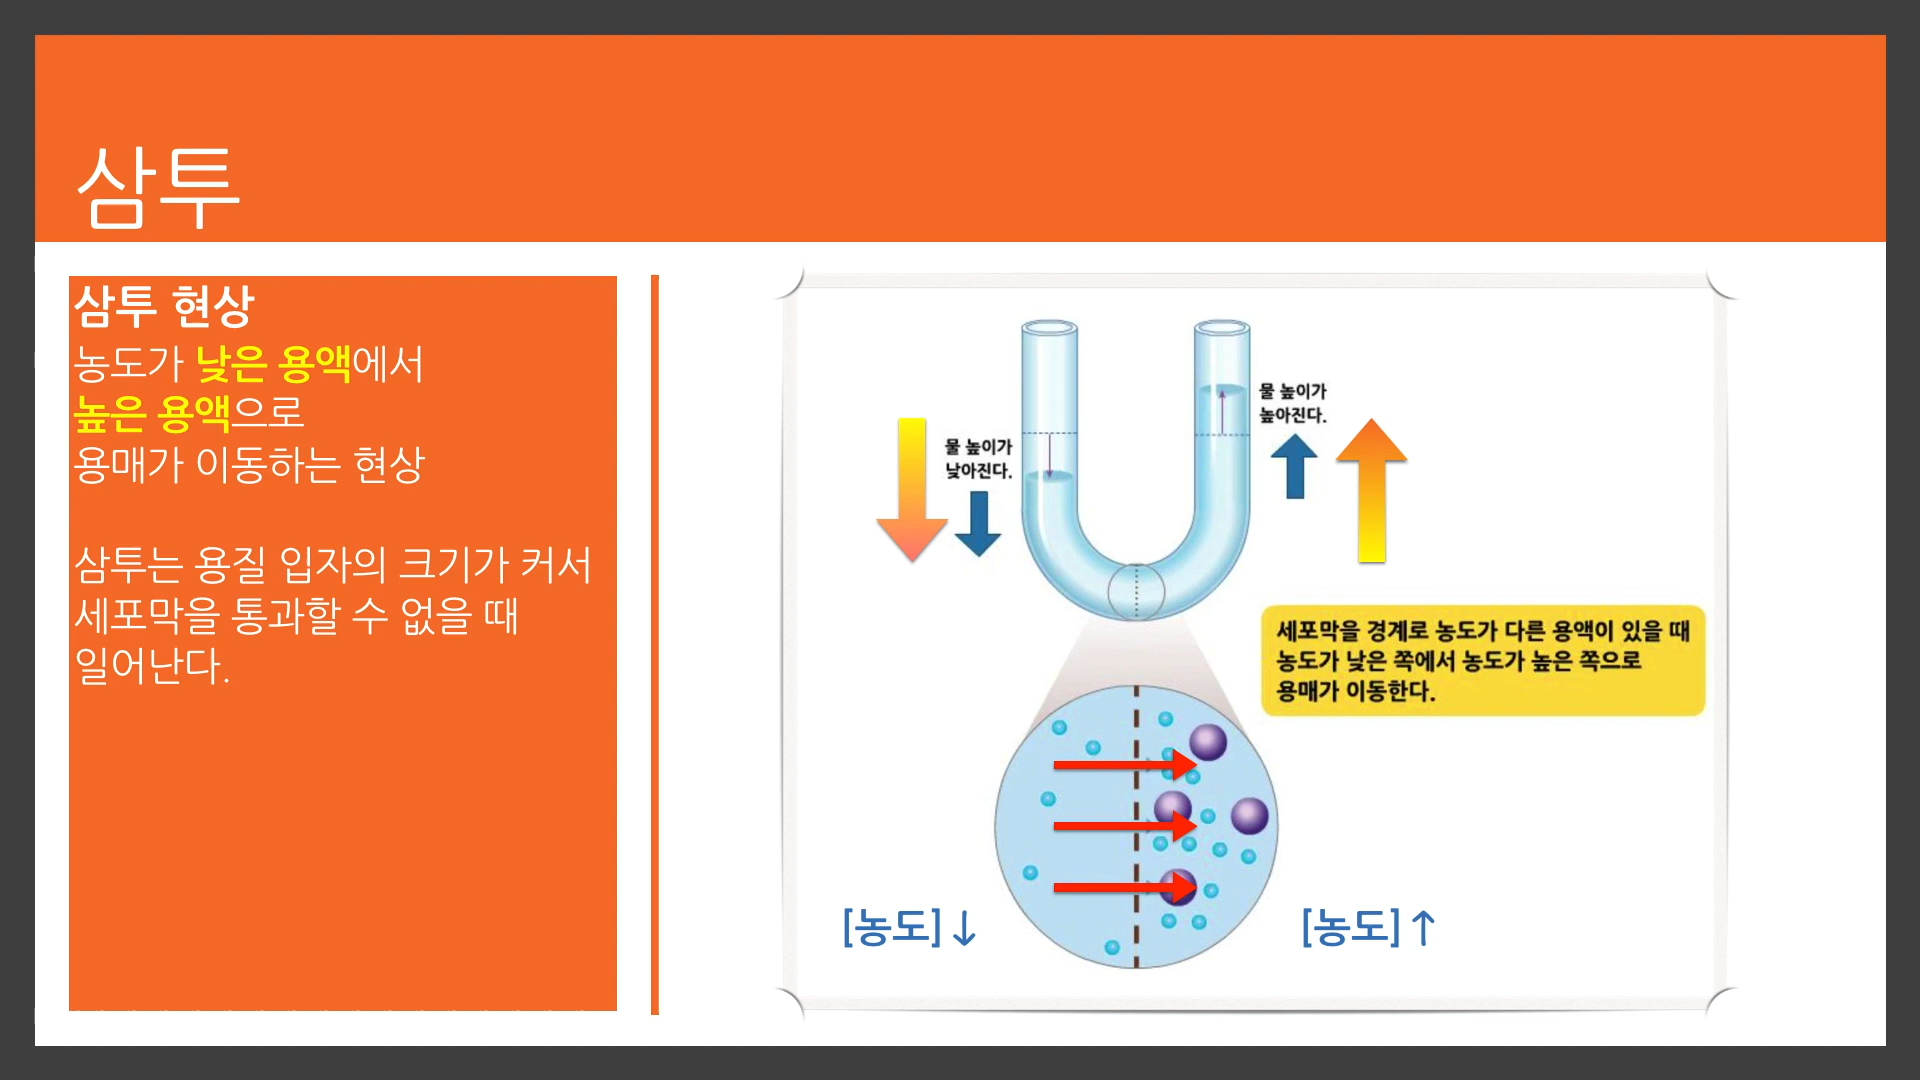 삼투
삼투 현상
농도가 낮은 용액에서
높은 용액으로
용매가 이동하는 현상
삼투는 용질 입자의 크기가 커서
세포막을 통과할 수 없을 때
일어난다.
물 높이가
낮아진다.
물 높이가
높아진다.
세포막을 경계로 농도가 다른 용액이 있을 때
농도가 낮은 쪽에서 농도가 높은 쪽으로
용매가 이동한다.
[농도]↓
[농도]↑